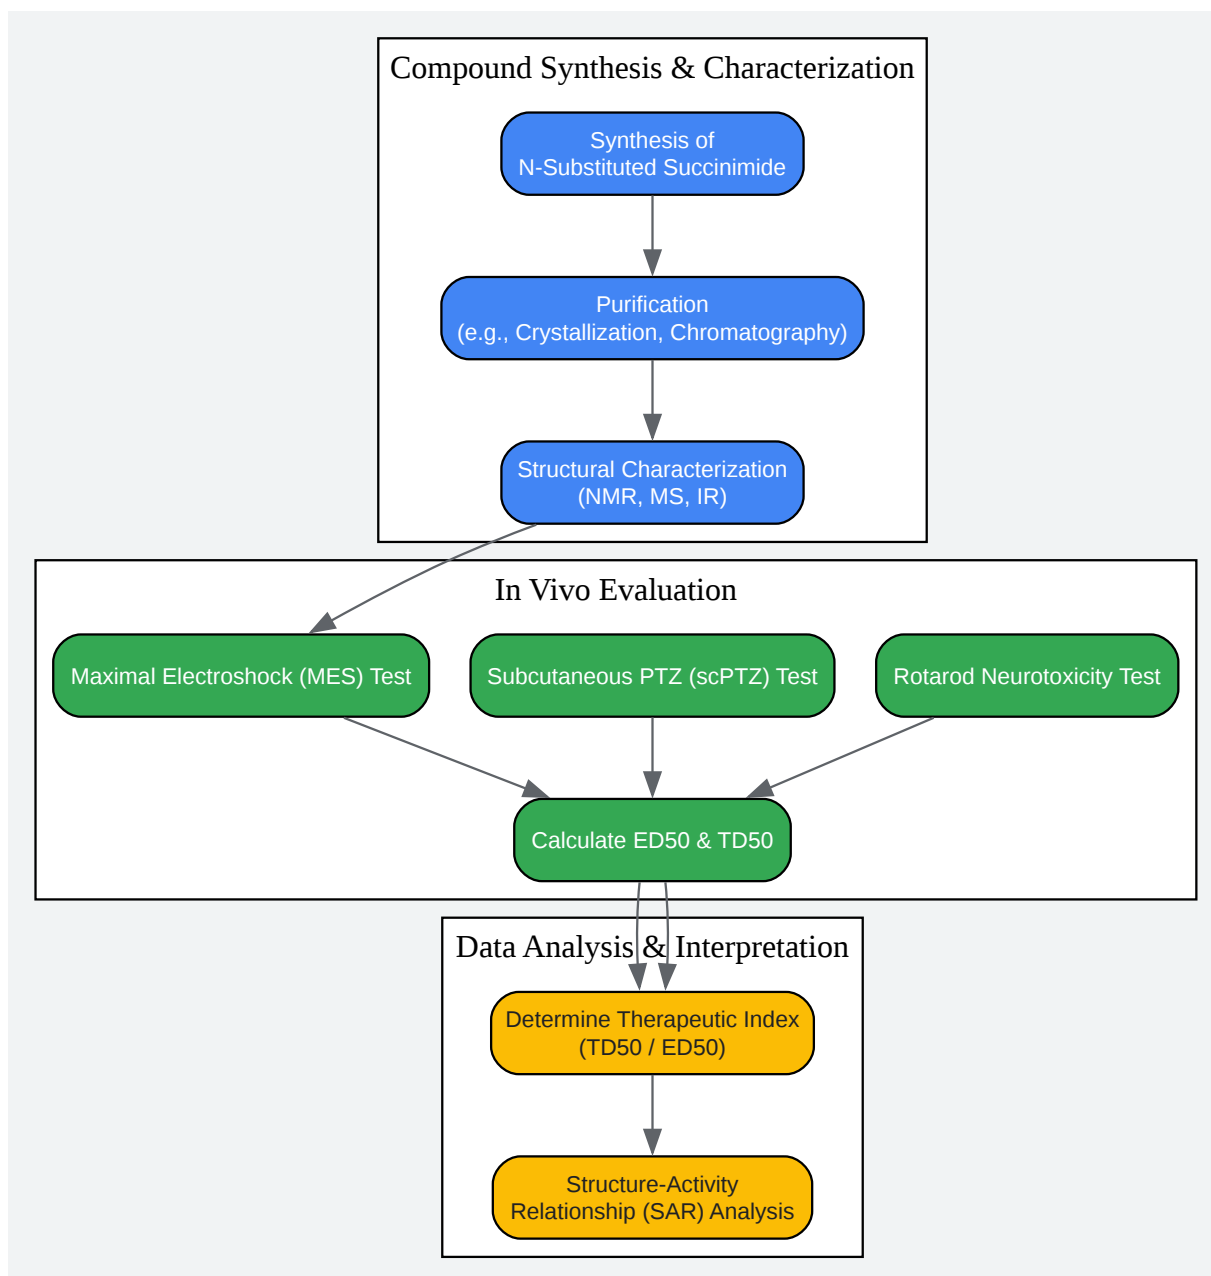 Compound Synthesis & Characterization
Synthesis of
N-Substituted Succinimide
Purification
(e.g., Crystallization, Chromatography)
Structural Characterization
(NMR, MS, IR)
In Vivo Evaluation
Maximal Electroshock (MES) Test
Subcutaneous PTZ (scPTZ) Test
Rotarod Neurotoxicity Test
Calculate ED50 & TD50
Data Analysis & Interpretation
Determine Therapeutic Index
(TD50 / ED50)
Structure-Activity
Relationship (SAR) Analysis